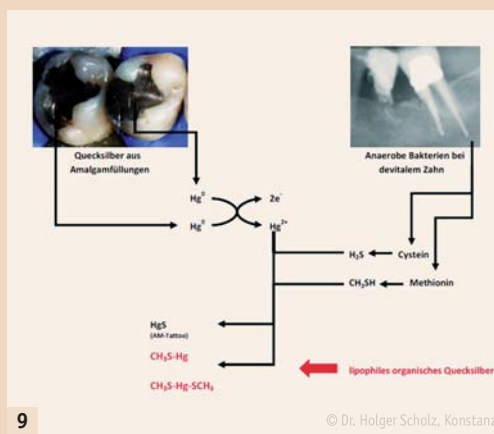 Quecksilber aus
Amalgamfüllungen
Anaerobe Bakterien bei
devitalem Zahn
Hg⁰ 2e⁻
Hg⁰ Hg²⁺
H₂S Cystein
CH₃SH Methionin
HgS
(AM-Tattoo)
CH₃S-Hg
lipophiles organisches Quecksilber
CH₃S-Hg-SCH₃
9
© Dr. Holger Scholz, Konstanz